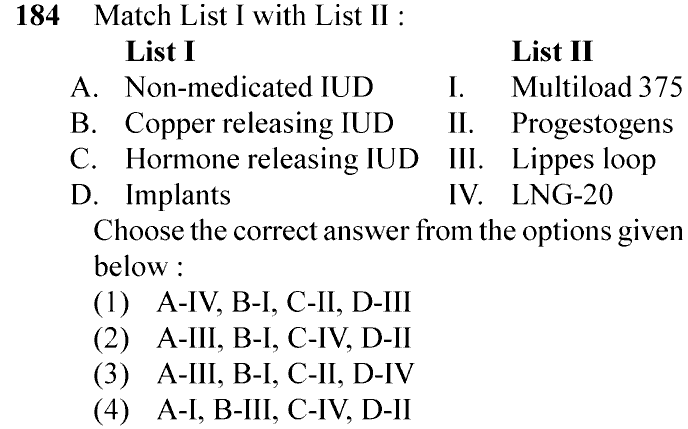 184 Match List I with List II :
List I List II
A. Non-medicated IUD I. Multiload 375
B. Copper releasing IUD II. Progestogens
C. Hormone releasing IUD III. Lippes loop
D. Implants IV. LNG-20
Choose the correct answer from the options given
below :
(1) A-IV, B-I, C-II, D-III
(2) A-III, B-I, C-IV, D-II
(3) A-III, B-I, C-II, D-IV
(4) A-I, B-III, C-IV, D-II